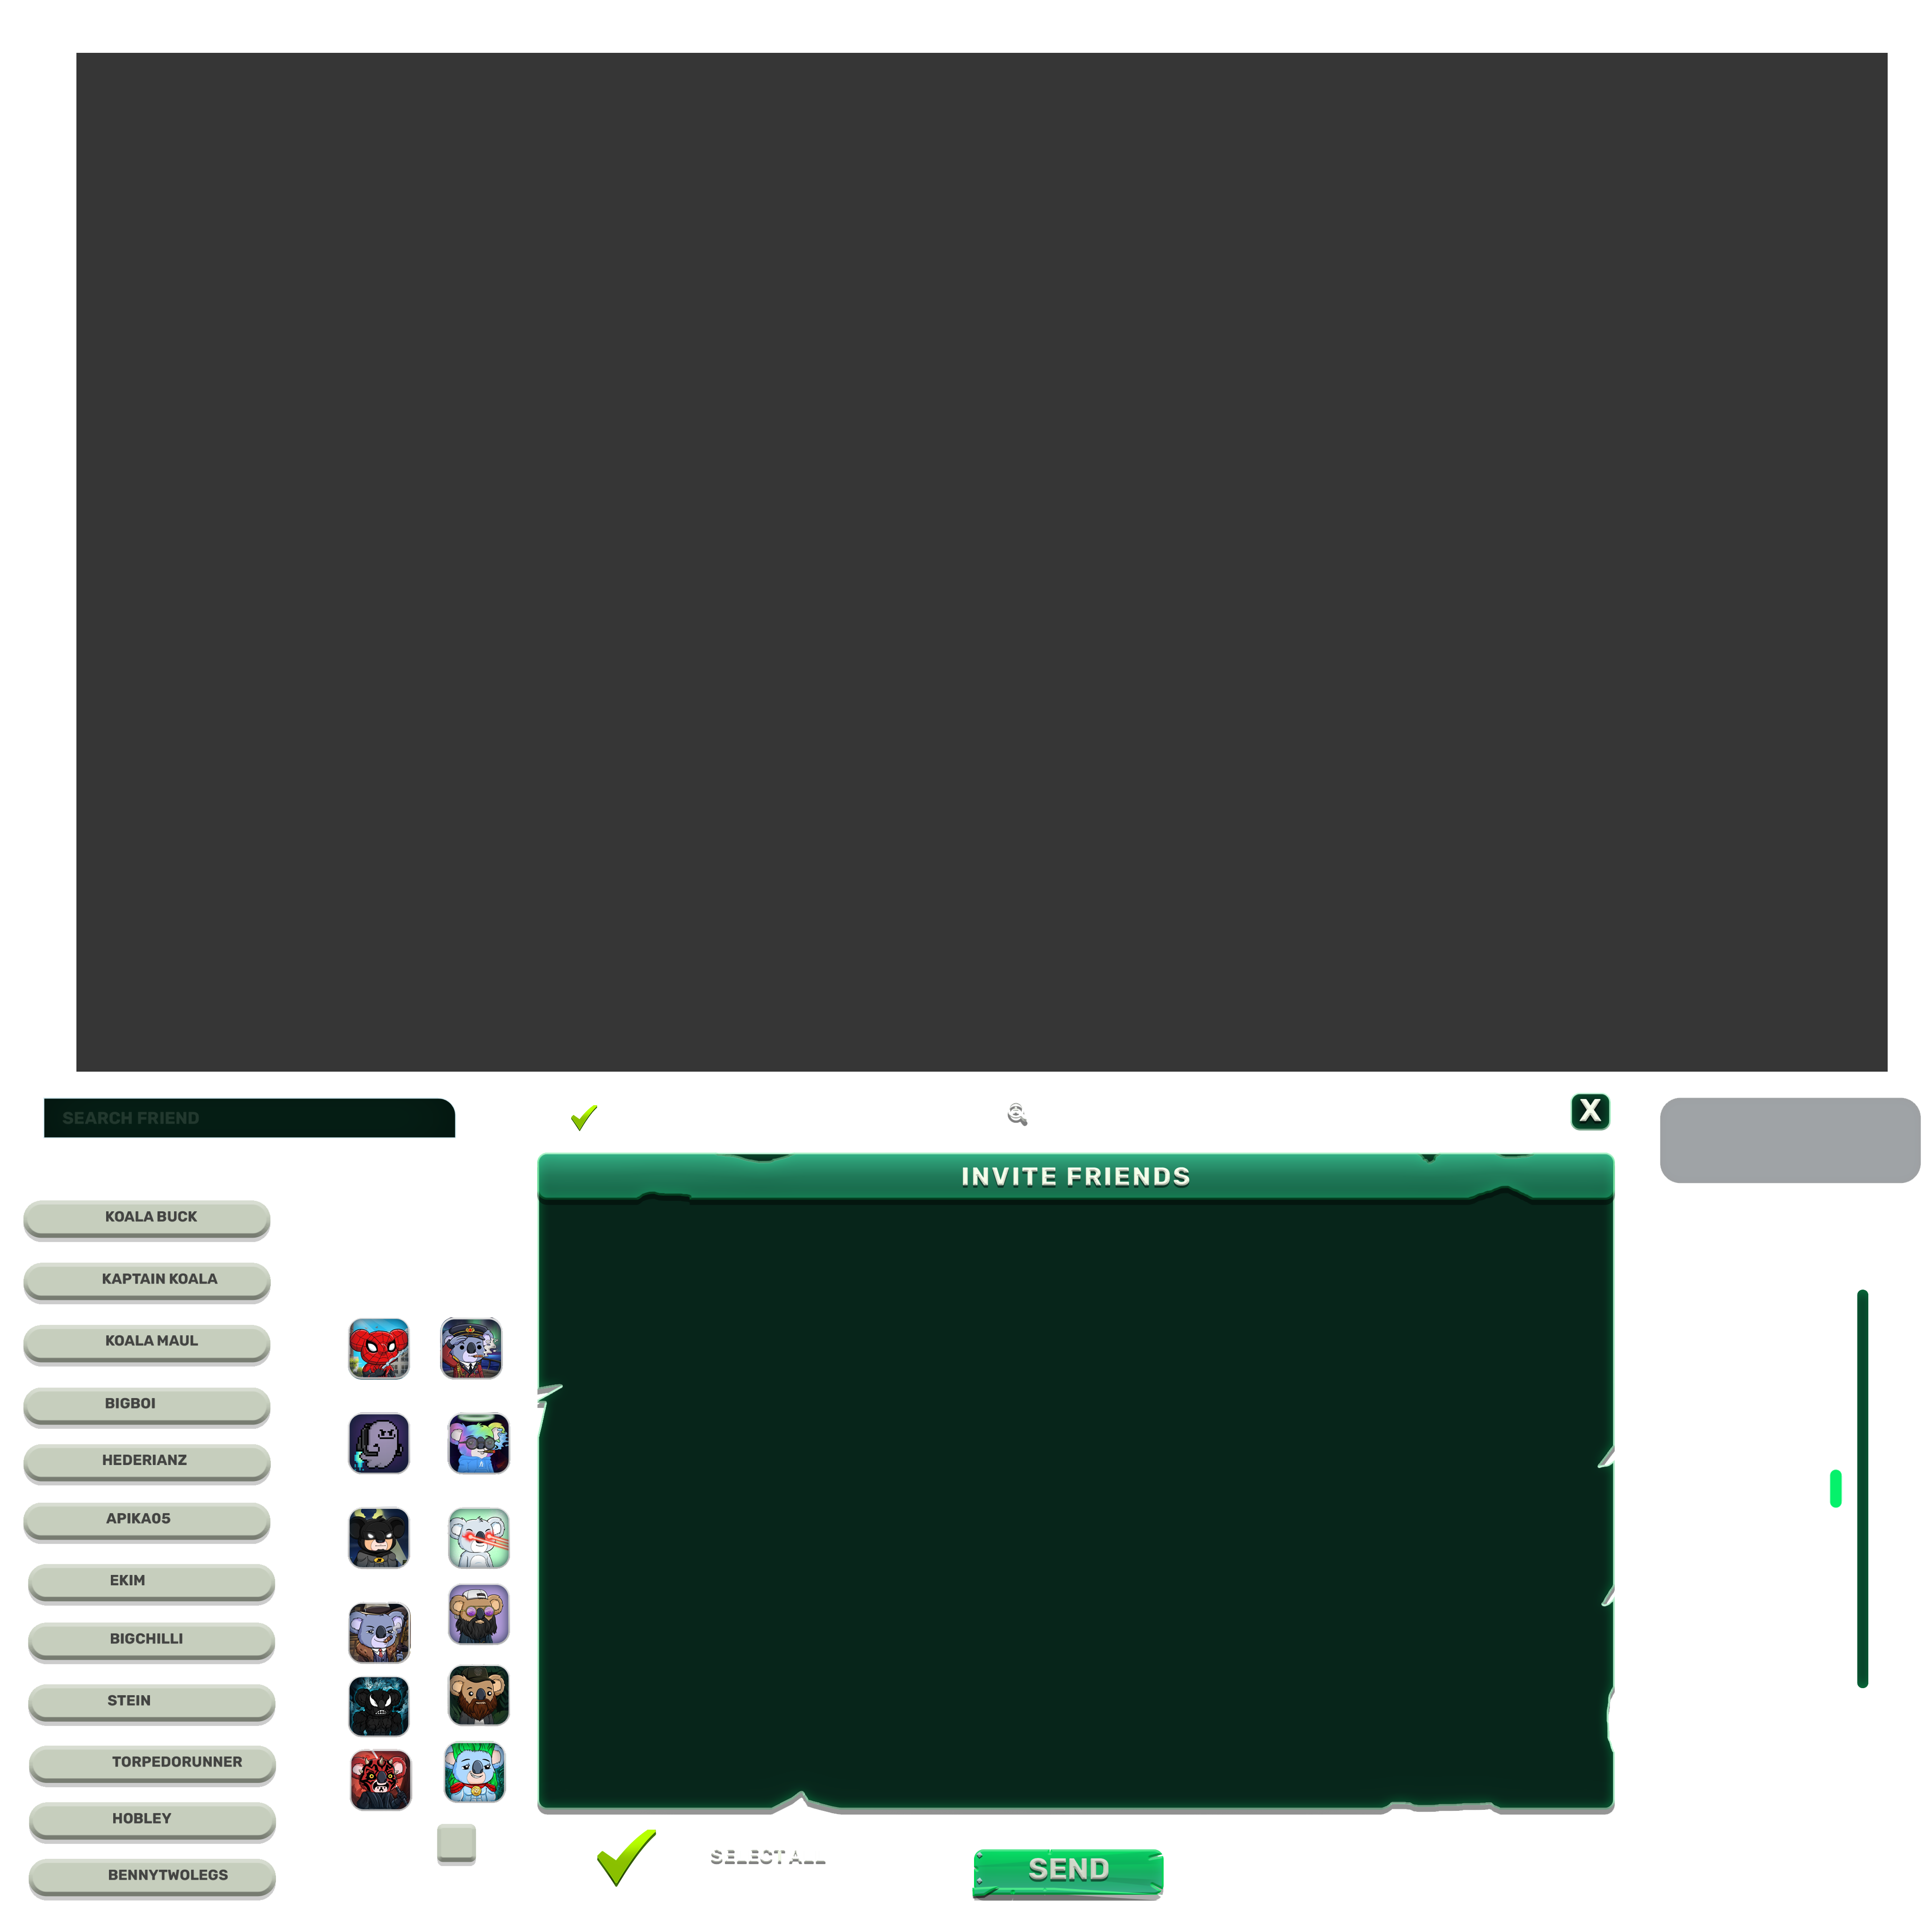 SEARCH FRIEND
X
INVITE FRIENDS
KOALA BUCK
KAPTAIN KOALA
KOALA MAUL
BIGBOI
HEDERIANZ
APIKA05
EKIM
BIGCHILLI
STEIN
TORPEDORUNNER
HOBLEY
BENNYTWOLEGS
SELECT ALL
SEND